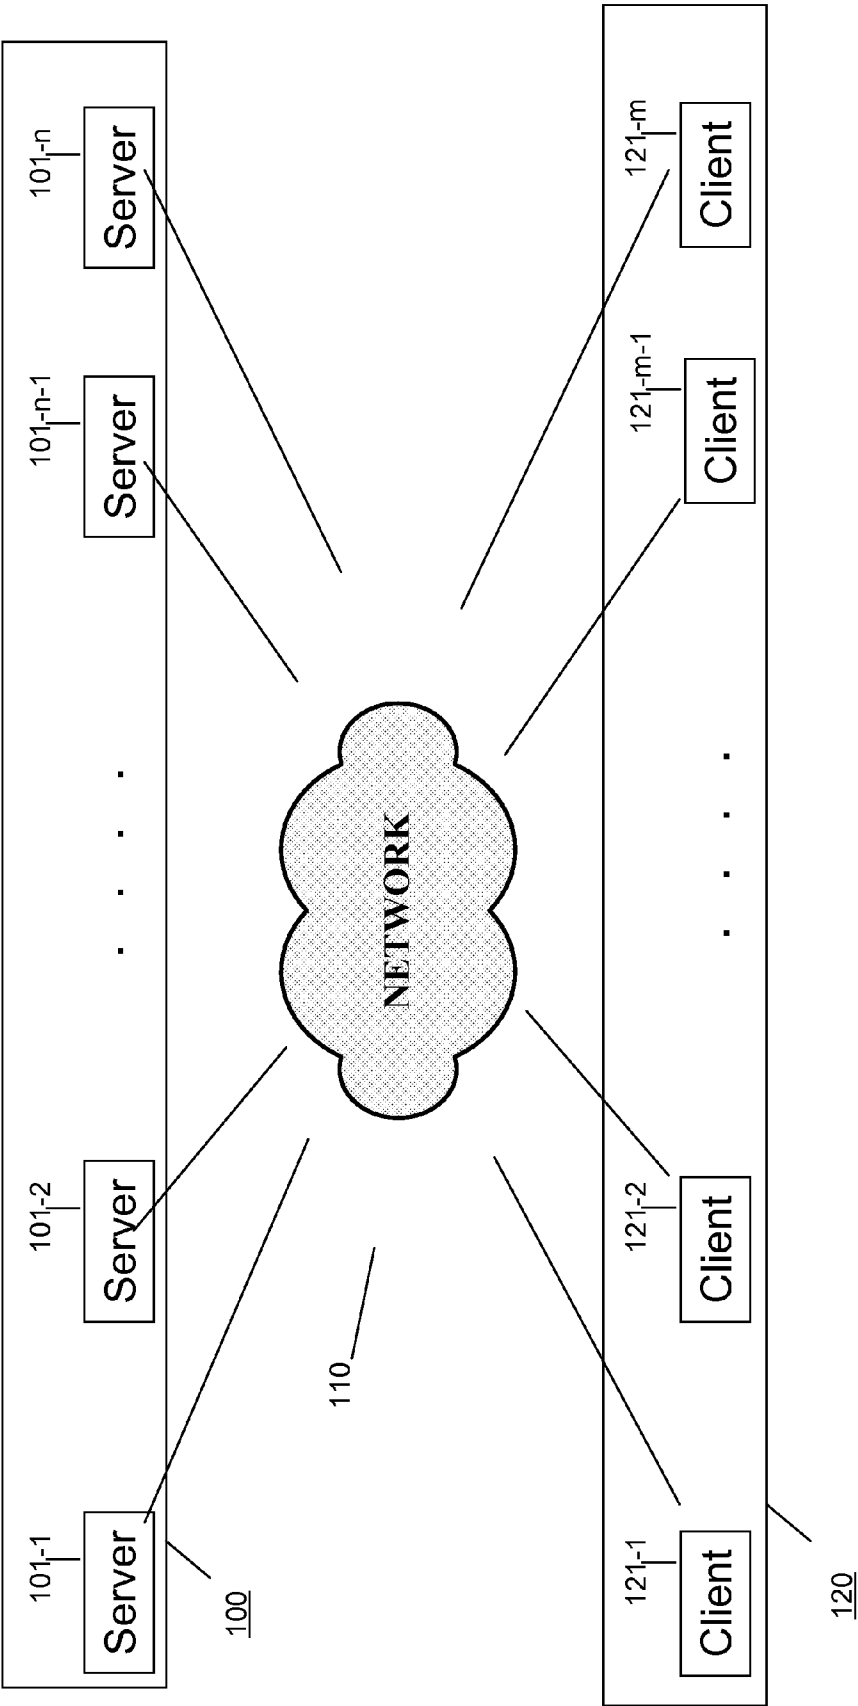 101-1
101-2
101-n-1
101-n
Server
Server
Server
Server
100
110
NETWORK
121-1
121-2
121-m-1
121-m
Client
Client
Client
Client
120